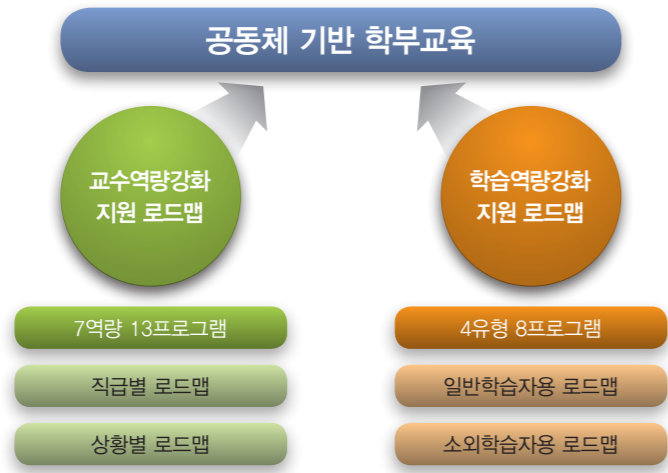 공동체 기반 학부교육
교수역량강화
지원 로드맵
학습역량강화
지원 로드맵
7역량 13프로그램
4유형 8프로그램
직급별 로드맵
일반학습자용 로드맵
상황별 로드맵
소외학습자용 로드맵